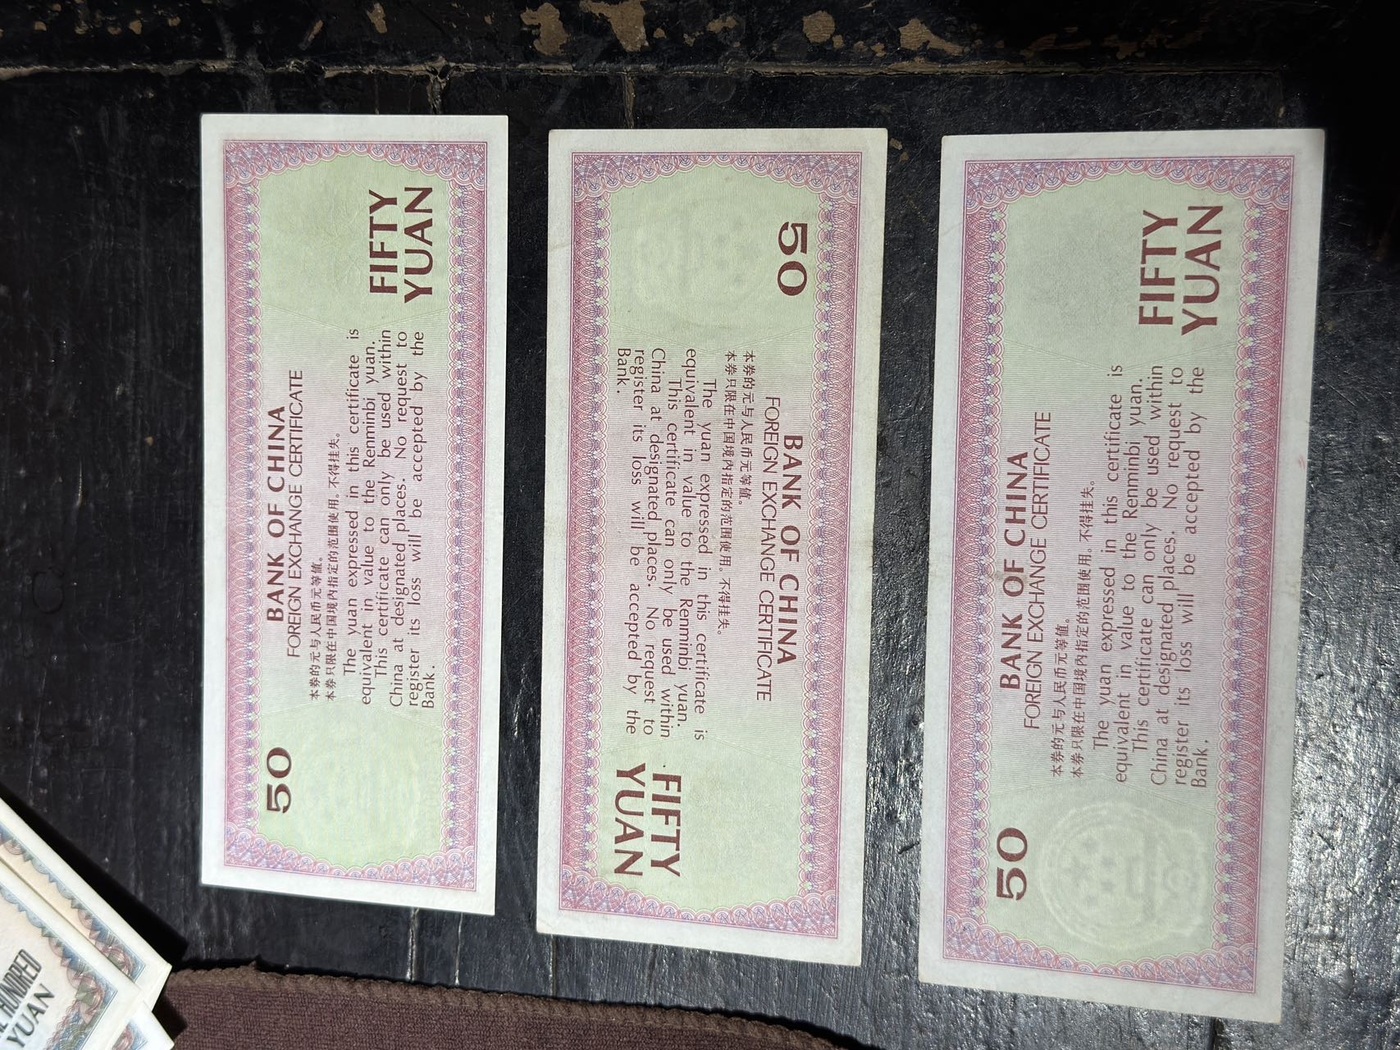 50
BANK OF CHINA
FOREIGN EXCHANGE CERTIFICATE
本券的元与人民币元等值。
本券只限在中国境内指定的范围使用。不得挂失。
The yuan expressed in this certificate is
equivalent in value to the Renminbi yuan.
This certificate can only be used within
China at designated places. No request to
register its loss will be accepted by the
Bank.
FIFTY
YUAN
50
BANK OF CHINA
FOREIGN EXCHANGE CERTIFICATE
本券的元与人民币元等值。
本券只限在中国境内指定的范围使用。不得挂失。
The yuan expressed in this certificate is
equivalent in value to the Renminbi yuan.
This certificate can only be used within
China at designated places. No request to
register its loss will be accepted by the
Bank.
FIFTY
YUAN
50
BANK OF CHINA
FOREIGN EXCHANGE CERTIFICATE
本券的元与人民币元等值。
本券只限在中国境内指定的范围使用。不得挂失。
The yuan expressed in this certificate is
equivalent in value to the Renminbi yuan.
This certificate can only be used within
China at designated places. No request to
register its loss will be accepted by the
Bank.
FIFTY
YUAN
HUNDRED
YUAN